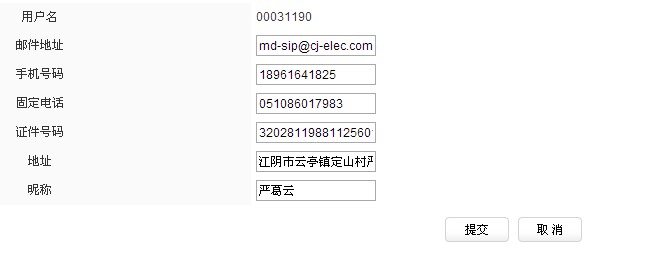 用户名 00031190
邮件地址 md-sip@cj-elec.com
手机号码 18961641825
固定电话 051086017983
证件号码 3202811988112560
地址 江阴市云亭镇定山村严
昵称 严葛云
提交 取消